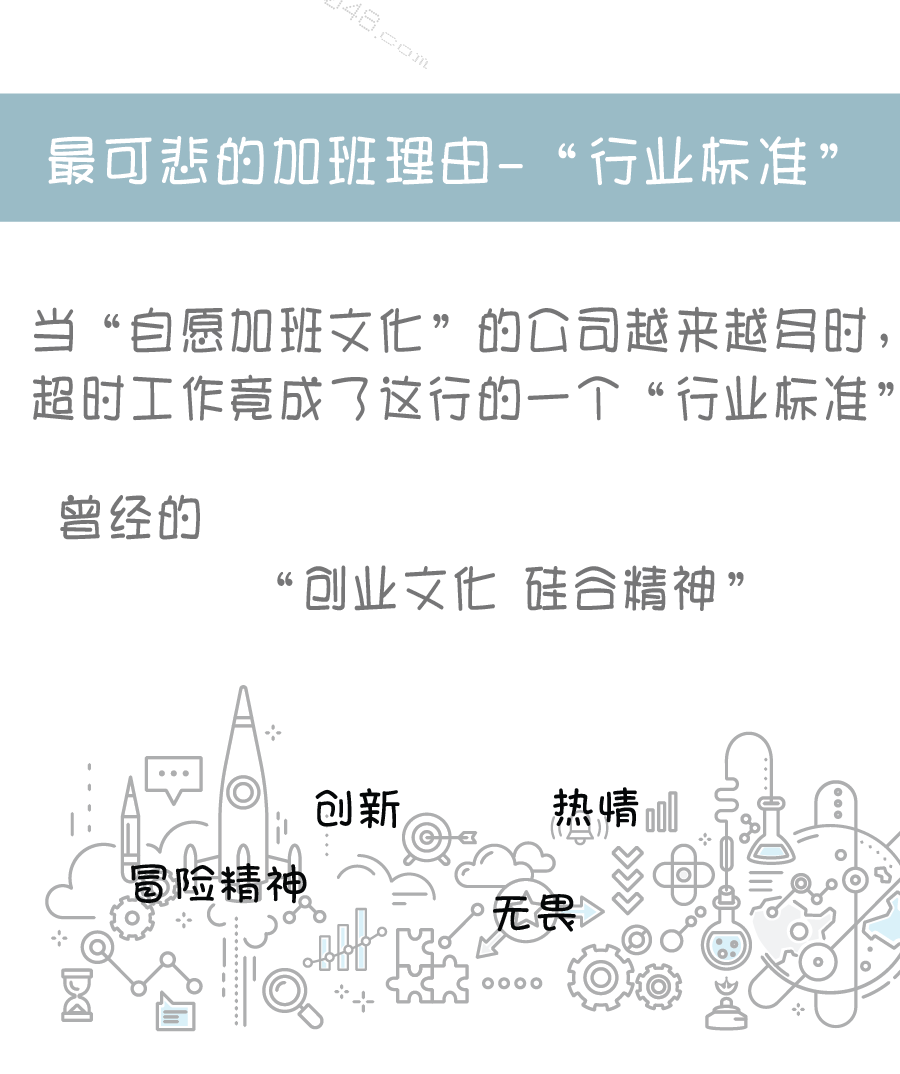 048.com
最可悲的加班理由-“行业标准”
当“自愿加班文化”的公司越来越多时，
超时工作竟成了这行的一个“行业标准”
曾经的
“创业文化 硅谷精神”
创新
热情
冒险精神
无畏